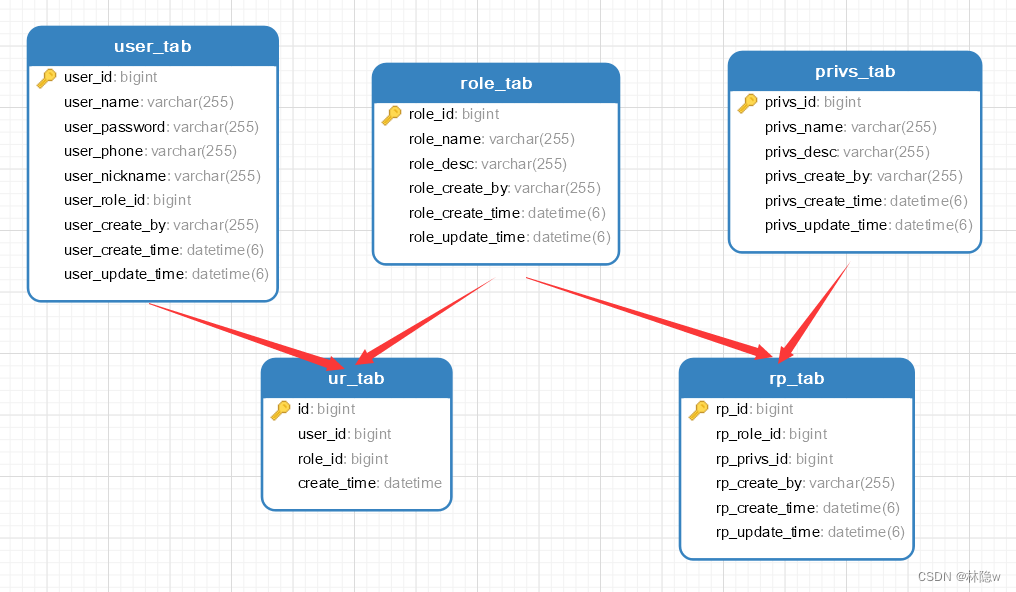 user_tab
user_id: bigint
user_name: varchar(255)
user_password: varchar(255)
user_phone: varchar(255)
user_nickname: varchar(255)
user_role_id: bigint
user_create_by: varchar(255)
user_create_time: datetime(6)
user_update_time: datetime(6)
role_tab
role_id: bigint
role_name: varchar(255)
role_desc: varchar(255)
role_create_by: varchar(255)
role_create_time: datetime(6)
role_update_time: datetime(6)
privs_tab
privs_id: bigint
privs_name: varchar(255)
privs_desc: varchar(255)
privs_create_by: varchar(255)
privs_create_time: datetime(6)
privs_update_time: datetime(6)
ur_tab
id: bigint
user_id: bigint
role_id: bigint
create_time: datetime
rp_tab
rp_id: bigint
rp_role_id: bigint
rp_privs_id: bigint
rp_create_by: varchar(255)
rp_create_time: datetime(6)
rp_update_time: datetime(6)
CSDN @林隐w